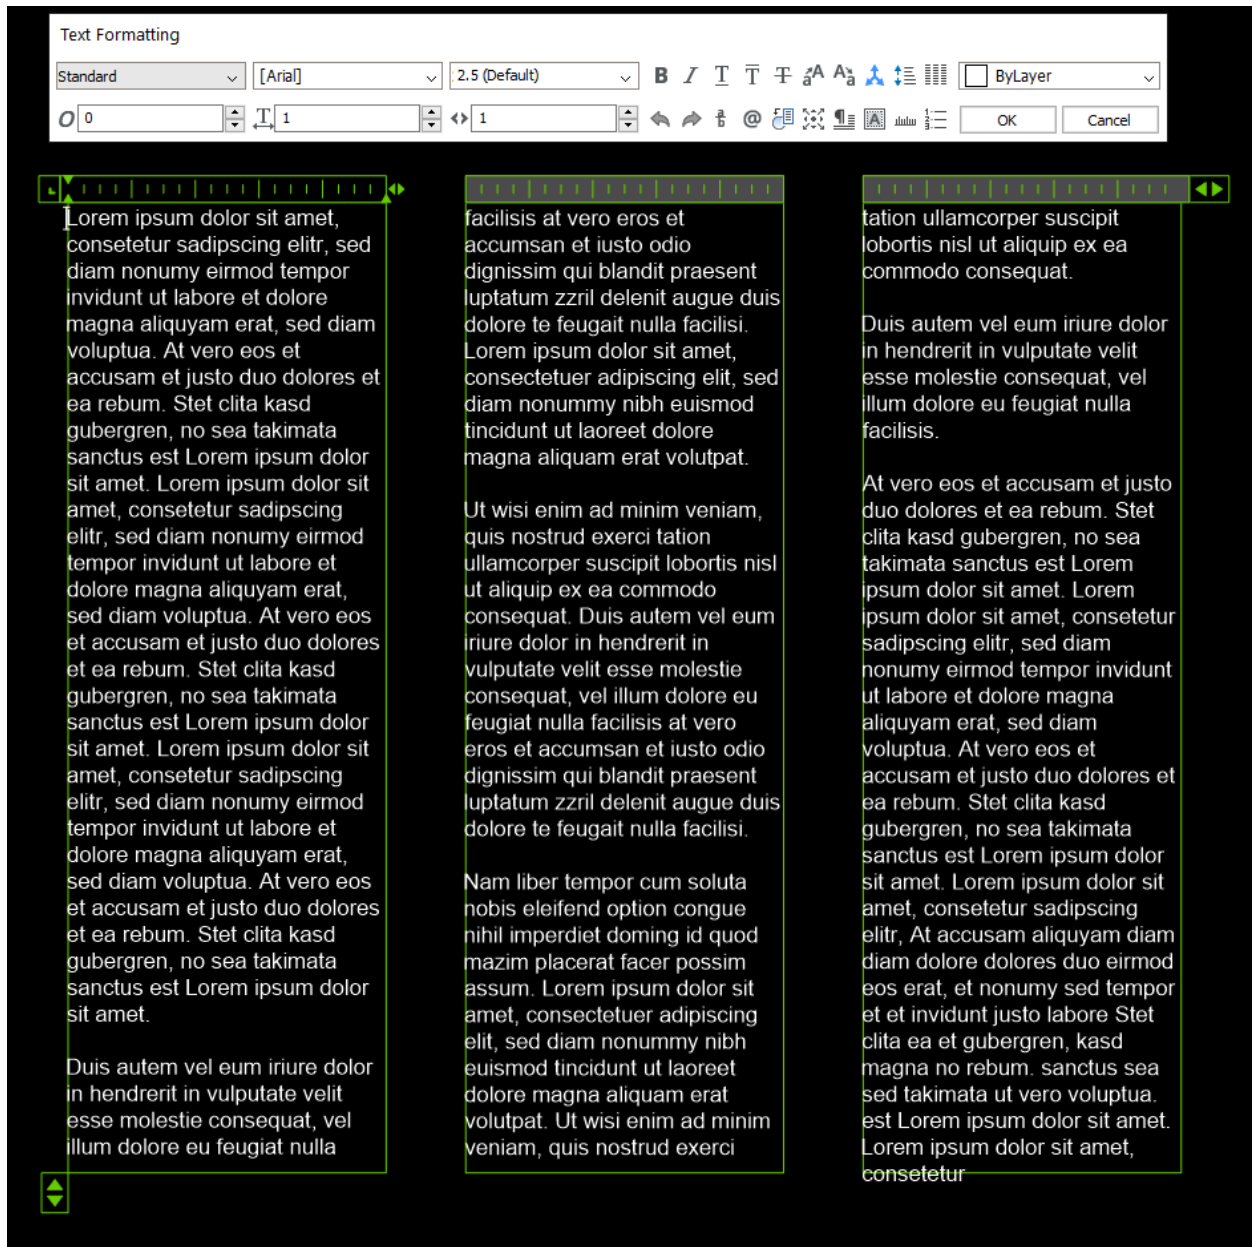 Text Formatting
Standard
[Arial]
2.5 (Default)
B I T T T aA Aa
ByLayer
O 0
T 1
1
a b
@
A
OK
Cancel
Lorem ipsum dolor sit amet,
consetetur sadipscing elitr, sed
diam nonumy eirmod tempor
invidunt ut labore et dolore
magna aliquyam erat, sed diam
voluptua. At vero eos et
accusam et justo duo dolores et
ea rebum. Stet clita kasd
gubergren, no sea takimata
sanctus est Lorem ipsum dolor
sit amet. Lorem ipsum dolor sit
amet, consetetur sadipscing
elitr, sed diam nonumy eirmod
tempor invidunt ut labore et
dolore magna aliquyam erat,
sed diam voluptua. At vero eos
et accusam et justo duo dolores
et ea rebum. Stet clita kasd
gubergren, no sea takimata
sanctus est Lorem ipsum dolor
sit amet. Lorem ipsum dolor sit
amet, consetetur sadipscing
elitr, sed diam nonumy eirmod
tempor invidunt ut labore et
dolore magna aliquyam erat,
sed diam voluptua. At vero eos
et accusam et justo duo dolores
et ea rebum. Stet clita kasd
gubergren, no sea takimata
sanctus est Lorem ipsum dolor
sit amet.
Duis autem vel eum iriure dolor
in hendrerit in vulputate velit
esse molestie consequat, vel
illum dolore eu feugiat nulla
facilisis at vero eros et
accumsan et iusto odio
dignissim qui blandit praesent
luptatum zzril delenit augue duis
dolore te feugait nulla facilisi.
Lorem ipsum dolor sit amet,
consectetuer adipiscing elit, sed
diam nonummy nibh euismod
tincidunt ut laoreet dolore
magna aliquam erat volutpat.
Ut wisi enim ad minim veniam,
quis nostrud exerci tation
ullamcorper suscipit lobortis nisl
ut aliquip ex ea commodo
consequat. Duis autem vel eum
iriure dolor in hendrerit in
vulputate velit esse molestie
consequat, vel illum dolore eu
feugiat nulla facilisis at vero
eros et accumsan et iusto odio
dignissim qui blandit praesent
luptatum zzril delenit augue duis
dolore te feugait nulla facilisi.
Nam liber tempor cum soluta
nobis eleifend option congue
nihil imperdiet doming id quod
mazim placerat facer possim
assum. Lorem ipsum dolor sit
amet, consectetuer adipiscing
elit, sed diam nonummy nibh
euismod tincidunt ut laoreet
dolore magna aliquam erat
volutpat. Ut wisi enim ad minim
veniam, quis nostrud exerci
tation ullamcorper suscipit
lobortis nisl ut aliquip ex ea
commodo consequat.
Duis autem vel eum iriure dolor
in hendrerit in vulputate velit
esse molestie consequat, vel
illum dolore eu feugiat nulla
facilisis.
At vero eos et accusam et justo
duo dolores et ea rebum. Stet
clita kasd gubergren, no sea
takimata sanctus est Lorem
ipsum dolor sit amet. Lorem
ipsum dolor sit amet, consetetur
sadipscing elitr, sed diam
nonumy eirmod tempor invidunt
ut labore et dolore magna
aliquyam erat, sed diam
voluptua. At vero eos et
accusam et justo duo dolores et
ea rebum. Stet clita kasd
gubergren, no sea takimata
sanctus est Lorem ipsum dolor
sit amet. Lorem ipsum dolor sit
amet, consetetur sadipscing
elitr, At accusam aliquyam diam
diam dolore dolores duo eirmod
eos erat, et nonumy sed tempor
et et invidunt justo labore Stet
clita ea et gubergren, kasd
magna no rebum. sanctus sea
sed takimata ut vero voluptua.
est Lorem ipsum dolor sit amet.
Lorem ipsum dolor sit amet,
consetetur